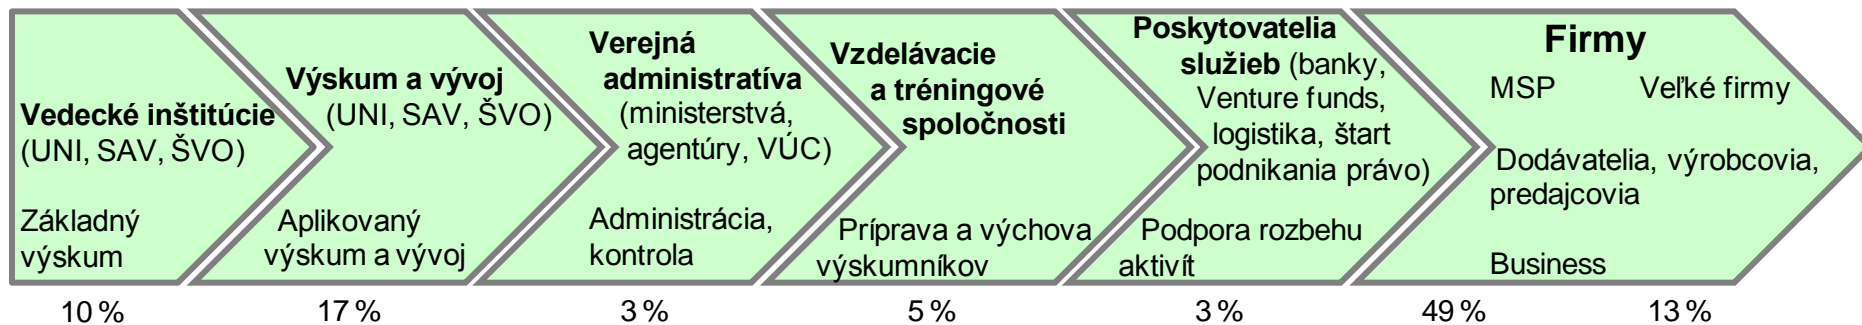 Vedecké inštitúcie
(UNI, SAV, ŠVO)
Základný
výskum
Výskum a vývoj
(UNI, SAV, ŠVO)
Aplikovaný
výskum a vývoj
Verejná
administratíva
(ministerstvá,
agentúry, VÚC)
Administrácia,
kontrola
Vzdelávacie
a tréningové
spoločnosti
Príprava a výchova
výskumníkov
Poskytovatelia
služieb (banky,
Venture funds,
logistika, štart
podnikania právo)
Podpora rozbehu
aktivít
Firmy
MSP Veľké firmy
Dodávatelia, výrobcovia,
predajcovia
Business
10 % 17 % 3 % 5 % 3 % 49 % 13 %